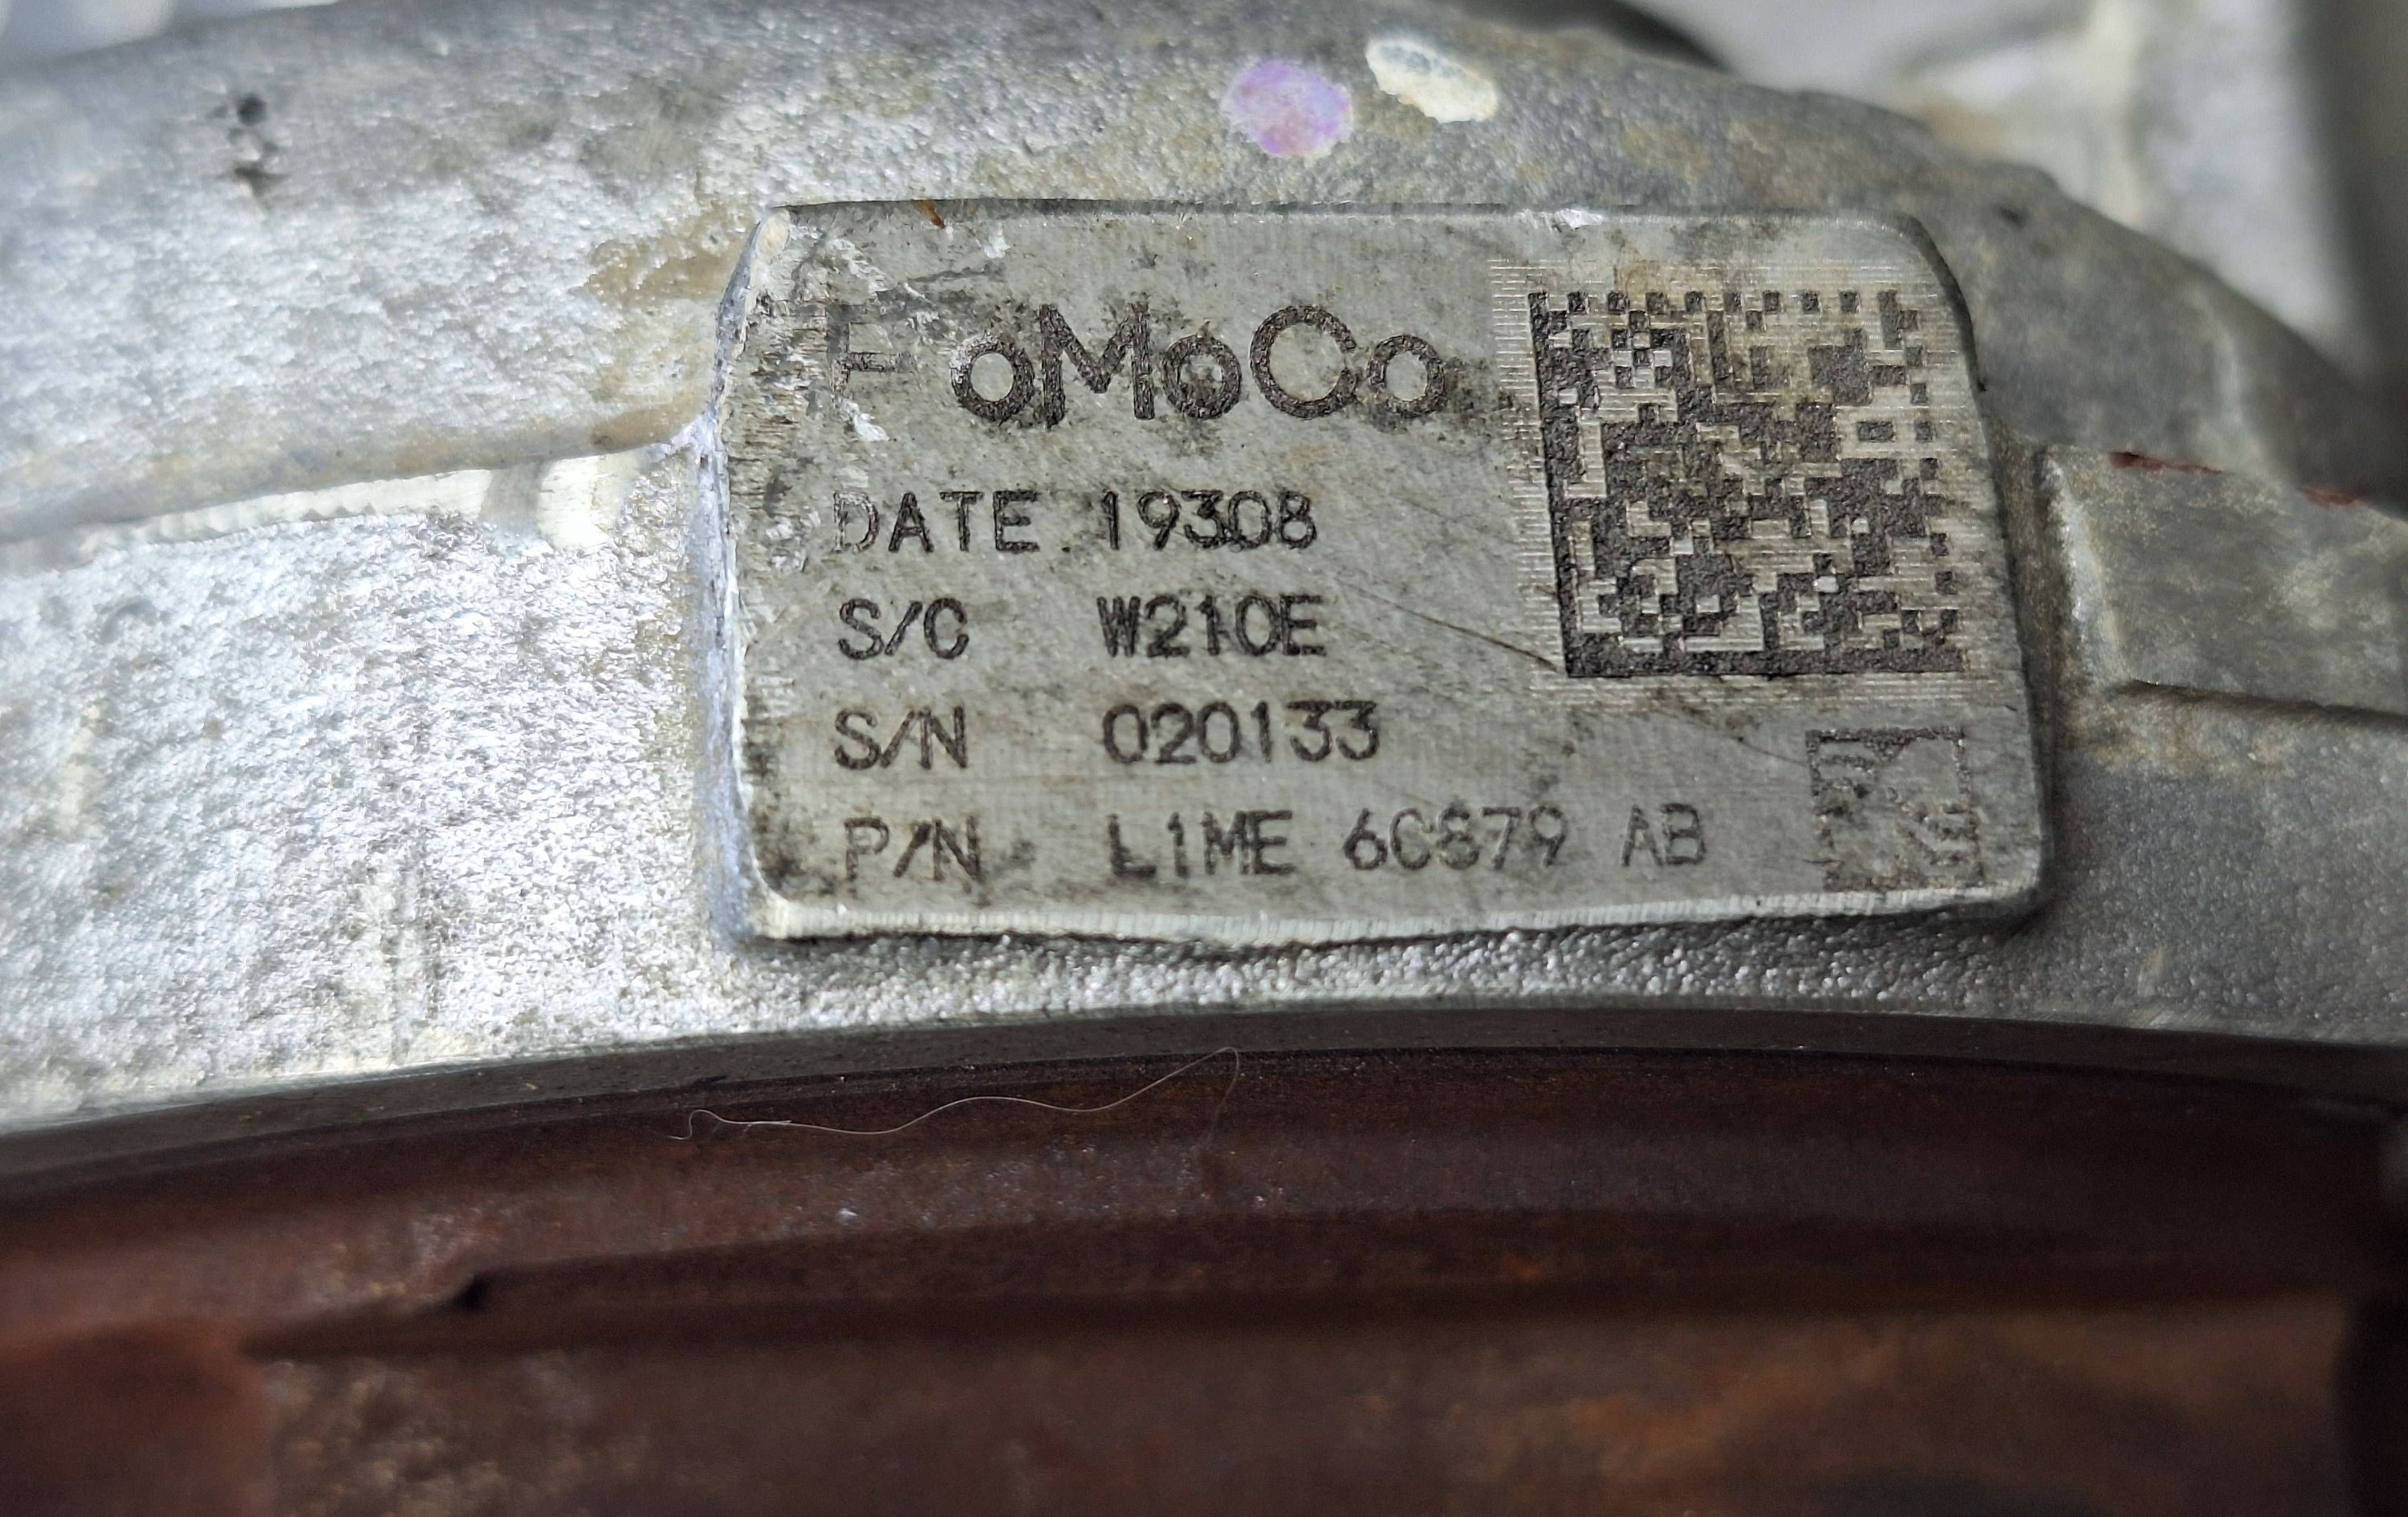 FoMoCo
DATE 19308
S/C W210E
S/N 020133
P/N L1ME 6C879 AB